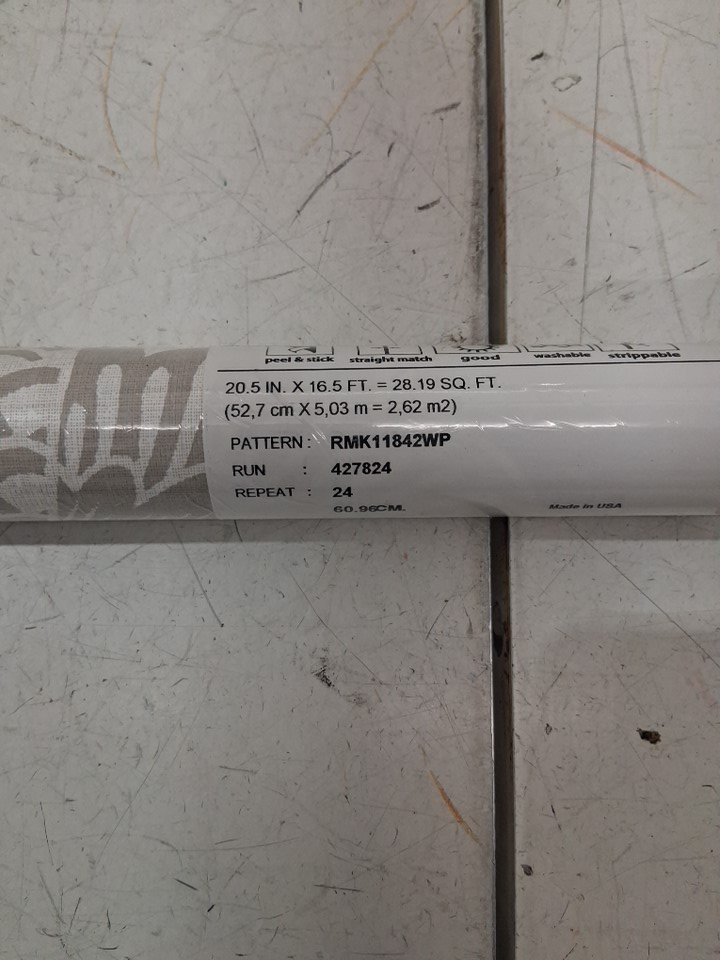 peel & stick straight match good washable strippable
20.5 IN. X 16.5 FT. = 28.19 SQ. FT.
(52,7 cm X 5,03 m = 2,62 m2)
PATTERN : RMK11842WP
RUN : 427824
REPEAT : 24
60.96CM.
Made in USA